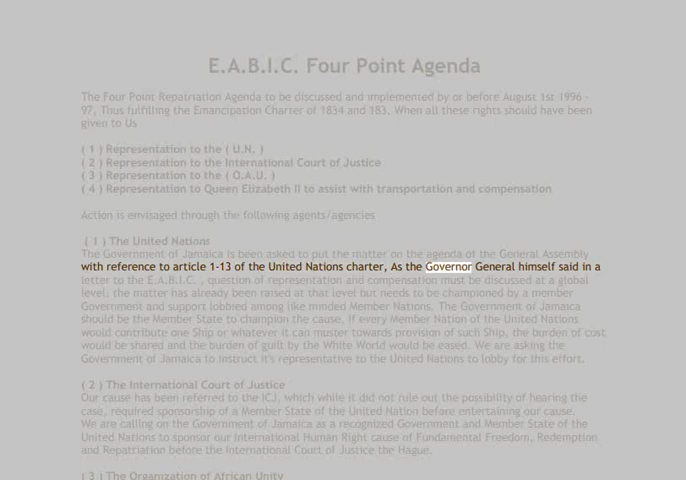 E.A.B.I.C. Four Point Agenda
The Four Point Repatriation Agenda to be discussed and implemented by or before August 1st 1996 -
97, Thus fulfilling the Emancipation Charter of 1834 and 183. When all these rights should have been
given to Us
( 1 ) Representation to the ( U.N. )
( 2 ) Representation to the International Court of Justice
( 3 ) Representation to the ( O.A.U. )
( 4 ) Representation to Queen Elizabeth II to assist with transportation and compensation
Action is envisaged through the following agents/agencies
( 1 ) The United Nations
The Government of Jamaica is been asked to put the matter on the agenda of the General Assembly
with reference to article 1-13 of the United Nations charter, As the Governor General himself said in a
letter to the E.A.B.I.C. , question of representation and compensation must be discussed at a global
level; the matter has already been raised at that level but needs to be championed by a member
Government and support lobbied among like minded Member Nations. The Government of Jamaica
should be the Member State to champion the cause. If every Member Nation of the United Nations
would contribute one Ship or whatever it can muster towards provision of such Ship, the burden of cost
would be shared and the burden of guilt by the White World would be eased. We are asking the
Government of Jamaica to instruct it's representative to the United Nations to lobby for this effort.
( 2 ) The International Court of Justice
Our cause has been referred to the ICJ, which while it did not rule out the possibility of hearing the
case, required sponsorship of a Member State of the United Nation before entertaining our cause.
We are calling on the Government of Jamaica as a recognized Government and Member State of the
United Nations to sponsor our International Human Right cause of Fundamental Freedom, Redemption
and Repatriation before the International Court of Justice the Hague.
( 3 ) The Organization of African Unity